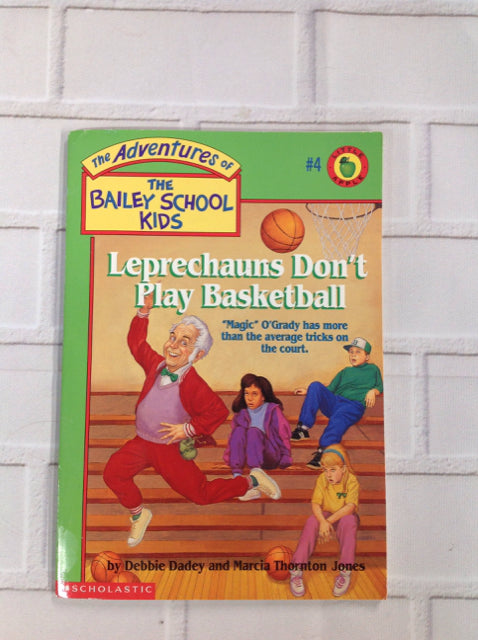 The Adventures of
THE
BAILEY SCHOOL
KIDS
#4
LITTLE
APPLE
Leprechauns Don't
Play Basketball
"Magic" O'Grady has more
than the average tricks on
the court.
by Debbie Dadey and Marcia Thornton Jones
SCHOLASTIC